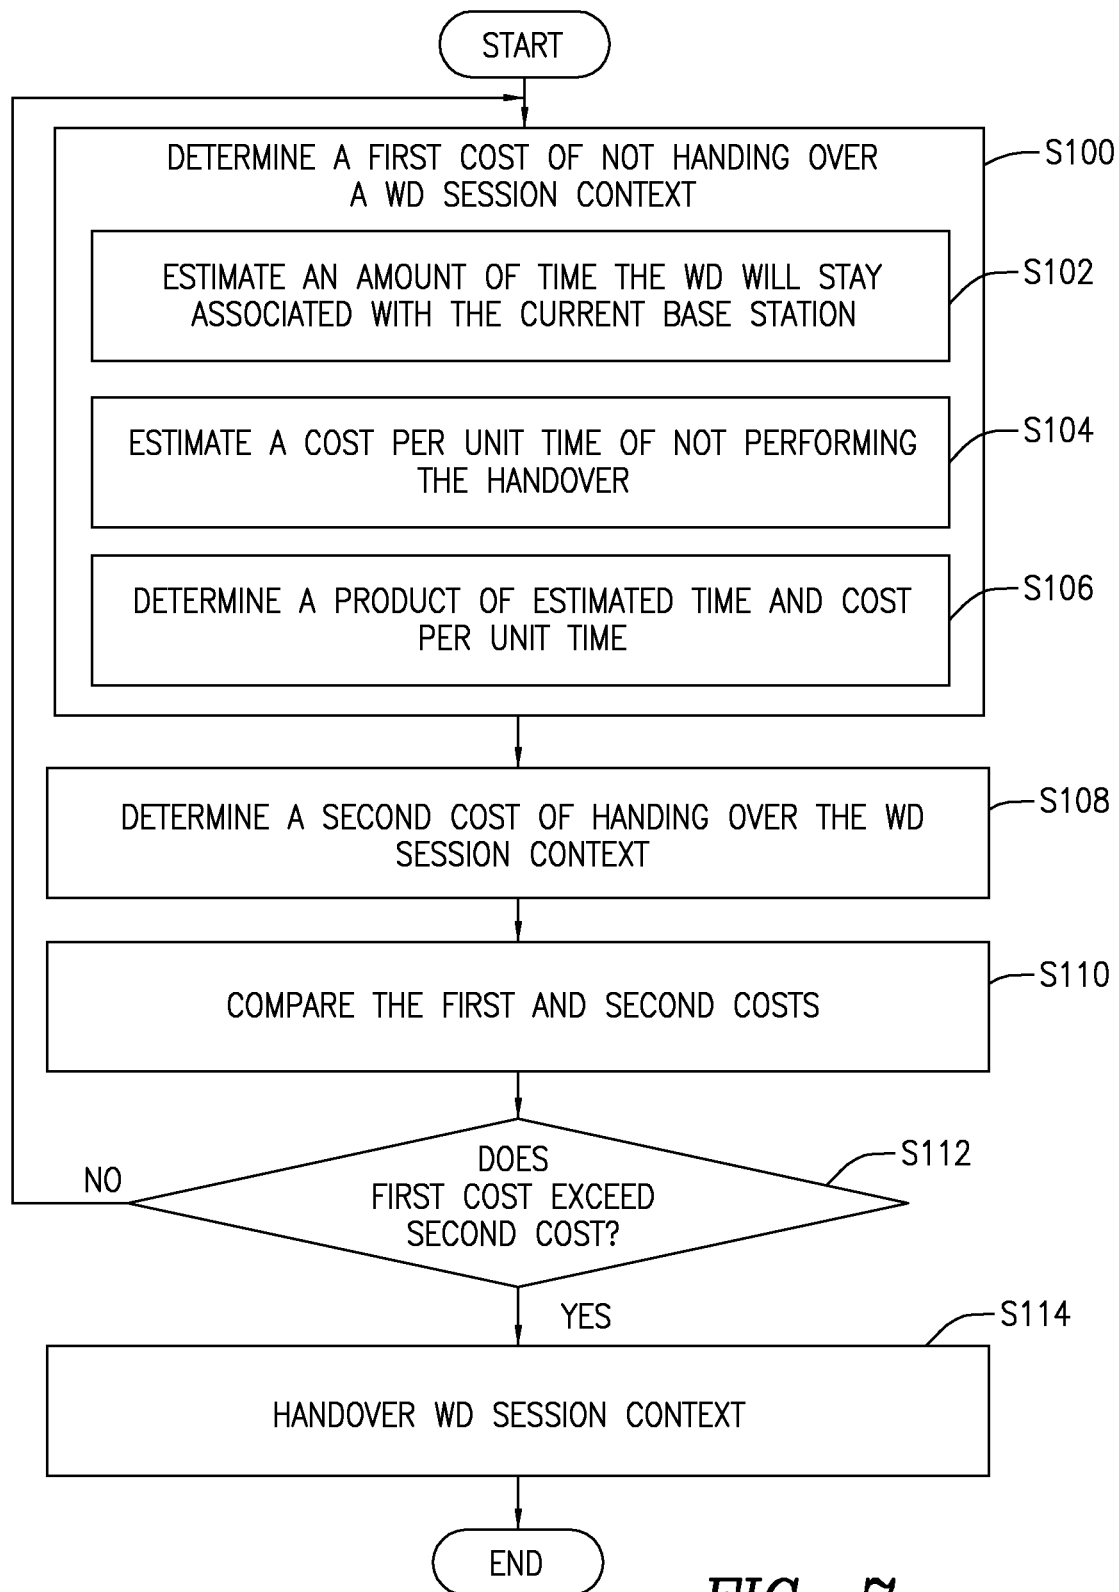 START
DETERMINE A FIRST COST OF NOT HANDING OVER
A WD SESSION CONTEXT
S100
ESTIMATE AN AMOUNT OF TIME THE WD WILL STAY
ASSOCIATED WITH THE CURRENT BASE STATION
S102
ESTIMATE A COST PER UNIT TIME OF NOT PERFORMING
THE HANDOVER
S104
DETERMINE A PRODUCT OF ESTIMATED TIME AND COST
PER UNIT TIME
S106
DETERMINE A SECOND COST OF HANDING OVER THE WD
SESSION CONTEXT
S108
COMPARE THE FIRST AND SECOND COSTS
S110
DOES
FIRST COST EXCEED
SECOND COST?
S112
NO
YES
HANDOVER WD SESSION CONTEXT
S114
END
FIG. 7